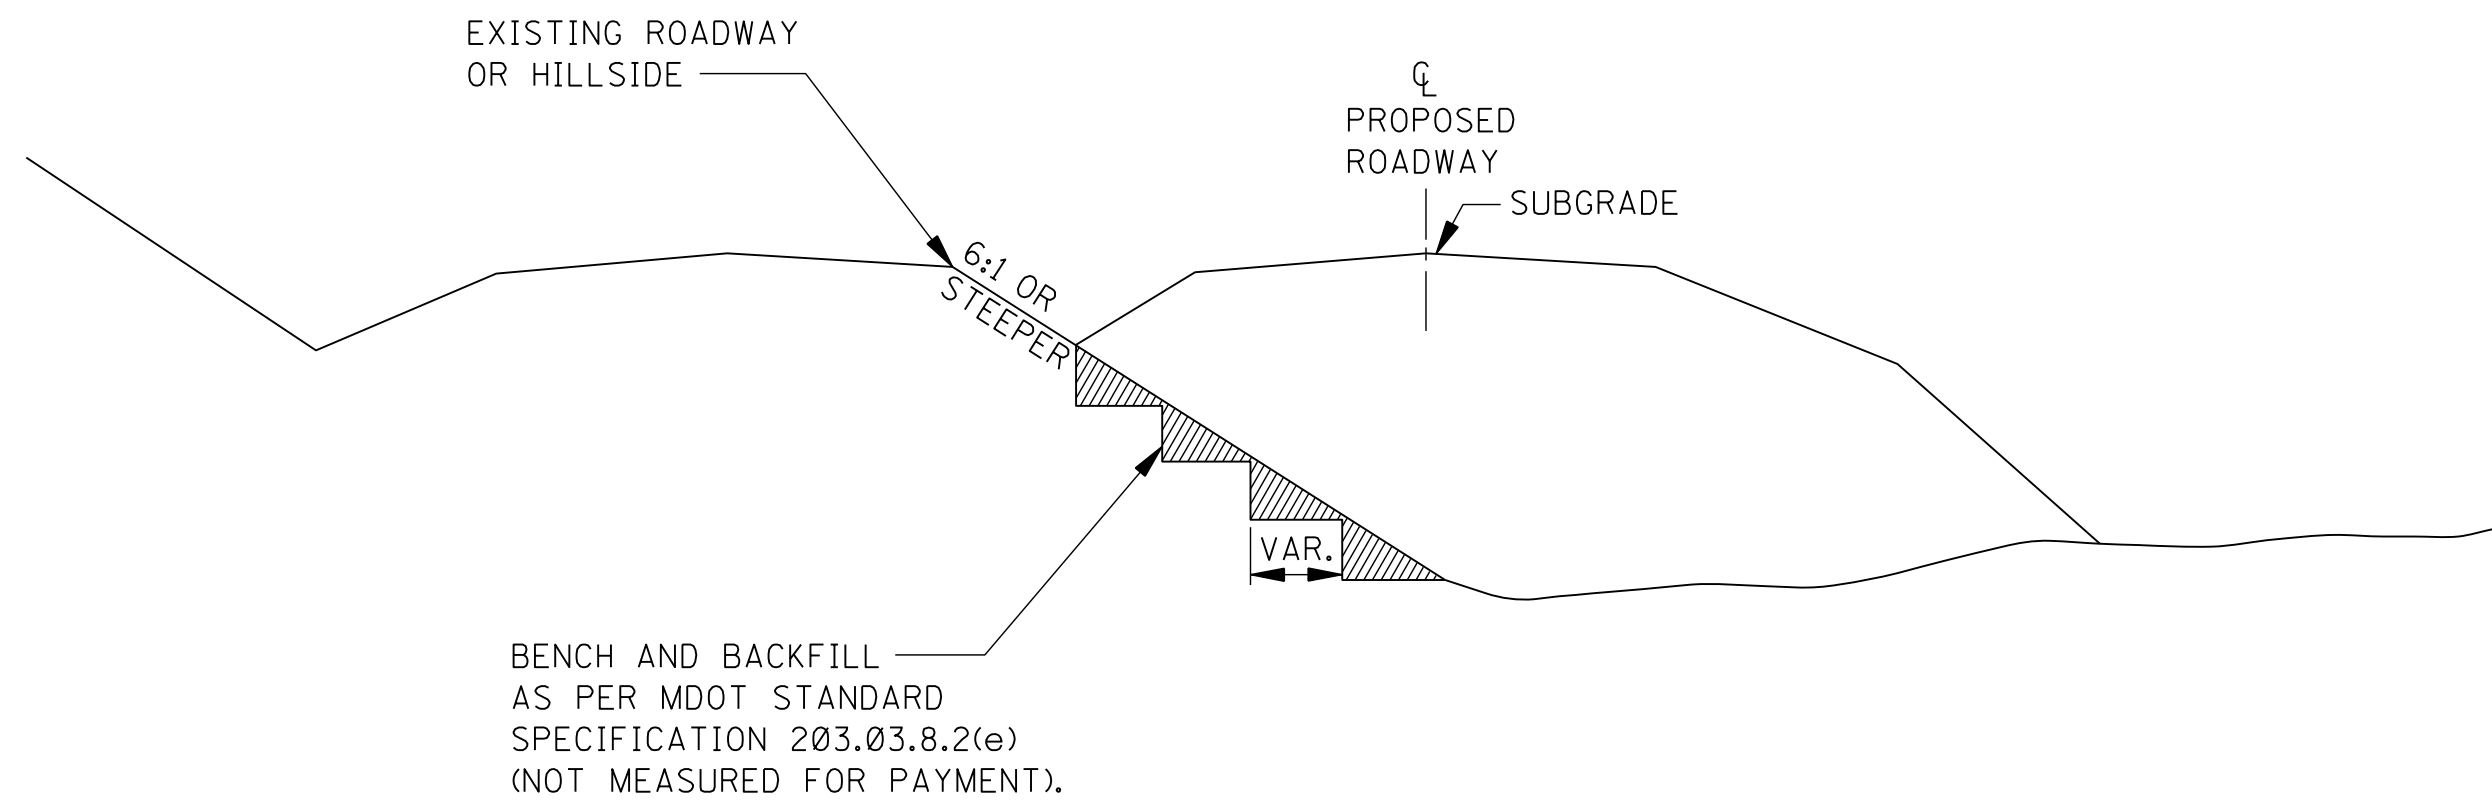 EXISTING ROADWAY
OR HILLSIDE
℄
PROPOSED
ROADWAY
SUBGRADE
6:1 OR
STEEPER
VAR.
BENCH AND BACKFILL
AS PER MDOT STANDARD
SPECIFICATION 203.03.8.2(e)
(NOT MEASURED FOR PAYMENT).